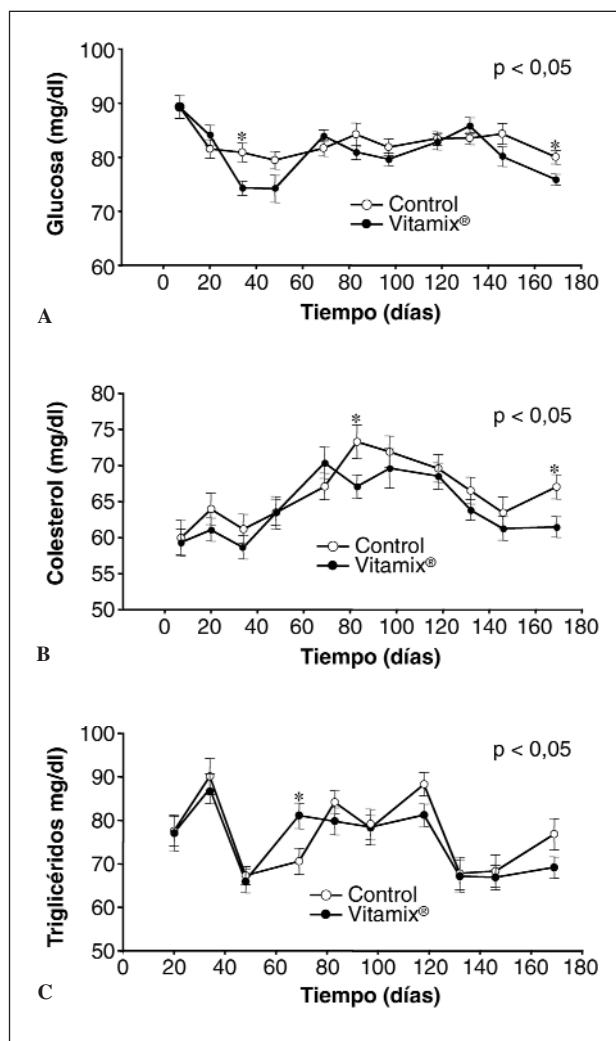 100
90
80
70
60
Glucosa (mg/dl)
p < 0,05
*
*
Control
Vitamix®
0 20 40 60 80 100 120 140 160 180
Tiempo (días)
A
80
75
70
65
60
55
50
Colesterol (mg/dl)
p < 0,05
*
*
Control
Vitamix®
0 20 40 60 80 100 120 140 160 180
Tiempo (días)
B
100
90
80
70
60
50
Triglicéridos mg/dl)
p < 0,05
*
Control
Vitamix®
0 20 40 60 80 100 120 140 160 180
Tiempo (días)
C